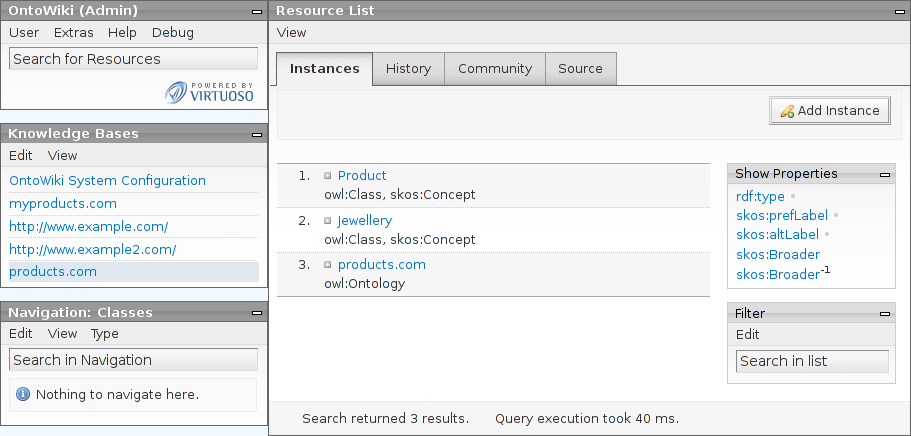 OntoWiki (Admin)
User Extras Help Debug
Search for Resources
POWERED BY
VIRTUOSO
Knowledge Bases
Edit View
OntoWiki System Configuration
myproducts.com
http://www.example.com/
http://www.example2.com/
products.com
Navigation: Classes
Edit View Type
Search in Navigation
Nothing to navigate here.
Resource List
View
Instances History Community Source
Add Instance
1. Product
owl:Class, skos:Concept
2. Jewellery
owl:Class, skos:Concept
3. products.com
owl:Ontology
Show Properties
rdf:type
skos:prefLabel
skos:altLabel
skos:Broader
skos:Broader-1
Filter
Edit
Search in list
Search returned 3 results. Query execution took 40 ms.